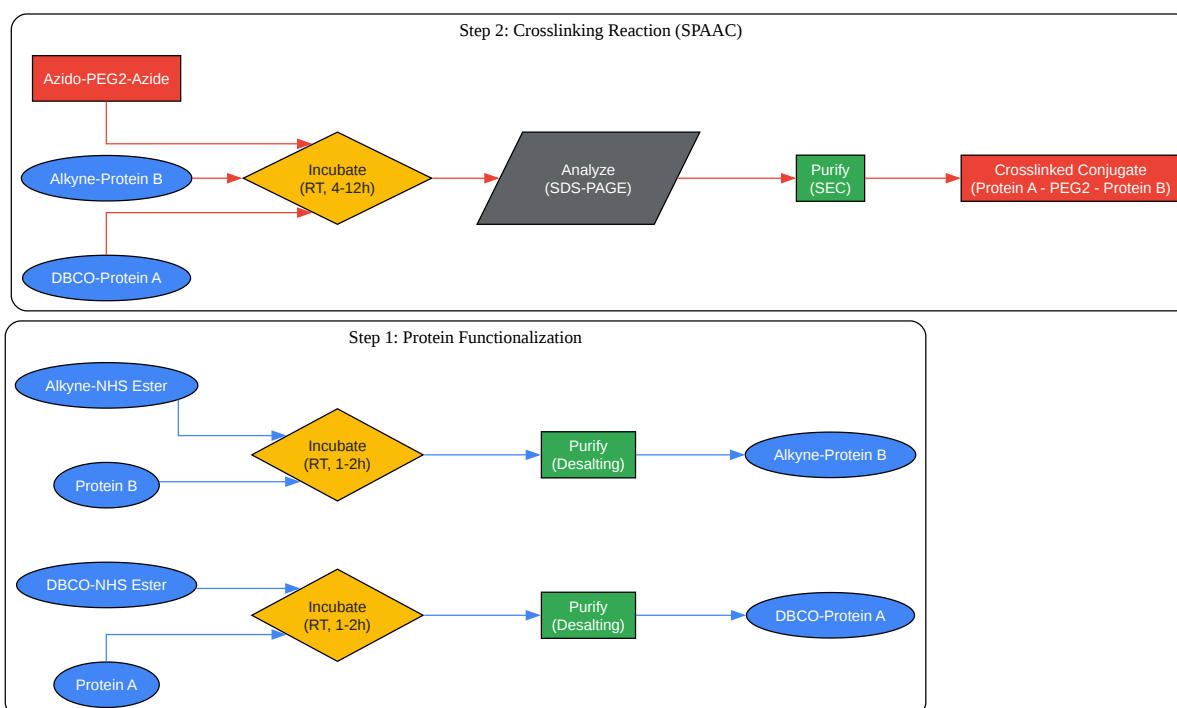 Step 2: Crosslinking Reaction (SPAAC)
Azido-PEG2-Azide
Alkyne-Protein B
DBCO-Protein A
Incubate
(RT, 4-12h)
Analyze
(SDS-PAGE)
Purify
(SEC)
Crosslinked Conjugate
(Protein A - PEG2 - Protein B)
Step 1: Protein Functionalization
Alkyne-NHS Ester
Protein B
Incubate
(RT, 1-2h)
Purify
(Desalting)
Alkyne-Protein B
DBCO-NHS Ester
Protein A
Incubate
(RT, 1-2h)
Purify
(Desalting)
DBCO-Protein A